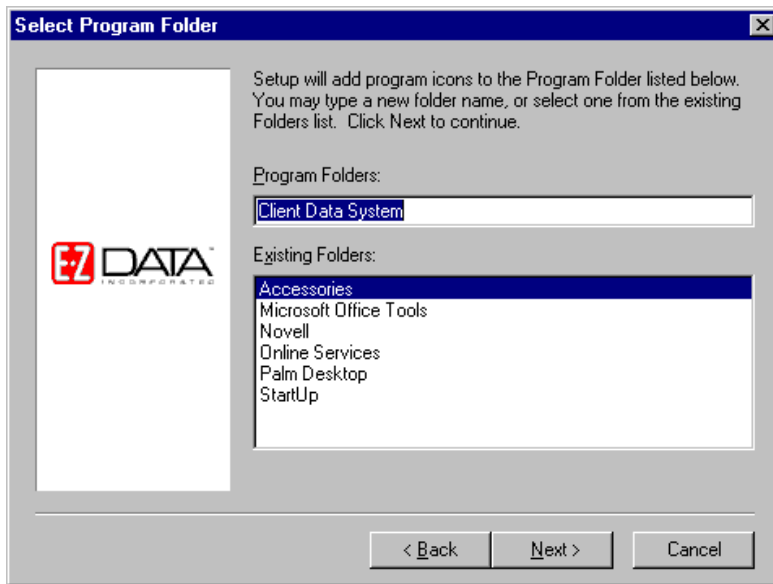 Select Program Folder
Setup will add program icons to the Program Folder listed below.
You may type a new folder name, or select one from the existing
Folders list.  Click Next to continue.
Program Folders:
Client Data System
E·Z DATA™
INCORPORATED
Existing Folders:
Accessories
Microsoft Office Tools
Novell
Online Services
Palm Desktop
StartUp
< Back
Next >
Cancel